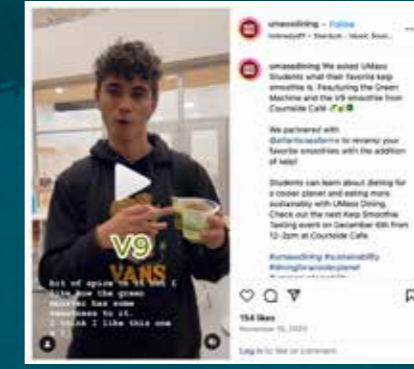 umassdining • Follow
umassdining We asked UMass
Students what their favorite kelp
smoothie is. Featuring the Green
Machine and the V9 smoothie from
Courtside Café
We partnered with
@atlanticseafarms to revamp your
favorite smoothies with the addition
of kelp!
Students can learn about dieting for
a cooler planet and eating more
sustainably with UMass Dining.
Check out the next Kelp Smoothie
Tasting event on December 6th from
12-2pm at Courtside Cafe.
#umassdining #sustainability
#dietingforacoolerplanet
V9
VANS
bit of spice to it but I
like how the green
some
sweetness to it.
I think I like this one
154 likes
November
Log in to like or comment.